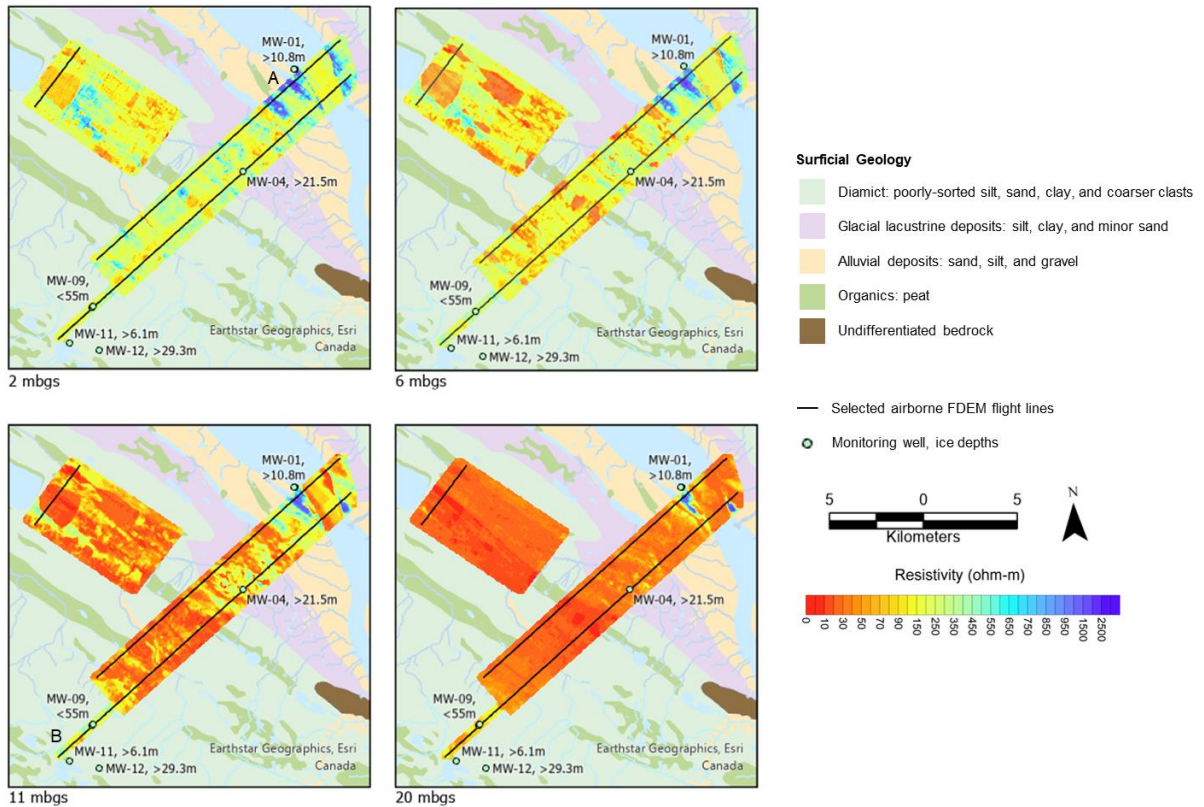 MW-01,
>10.8m
A
MW-04, >21.5m
MW-09,
<55m
MW-11, >6.1m
MW-12, >29.3m
Earthstar Geographics, Esri
Canada
2 mbgs
MW-01,
>10.8m
MW-04, >21.5m
MW-09,
<55m
MW-11, >6.1m
MW-12, >29.3m
Earthstar Geographics, Esri
Canada
6 mbgs
Surficial Geology
Diamict: poorly-sorted silt, sand, clay, and coarser clasts
Glacial lacustrine deposits: silt, clay, and minor sand
Alluvial deposits: sand, silt, and gravel
Organics: peat
Undifferentiated bedrock
Selected airborne FDEM flight lines
Monitoring well, ice depths
5 0 5
Kilometers
N
Resistivity (ohm-m)
0 10 30 50 70 90 150 250 350 450 550 650 750 850 950 1500 2500
MW-01,
>10.8m
MW-04, >21.5m
MW-09,
<55m
B
MW-11, >6.1m
MW-12, >29.3m
Earthstar Geographics, Esri
Canada
11 mbgs
MW-01,
>10.8m
MW-04, >21.5m
MW-09,
<55m
MW-11, >6.1m
MW-12, >29.3m
Earthstar Geographics, Esri
Canada
20 mbgs